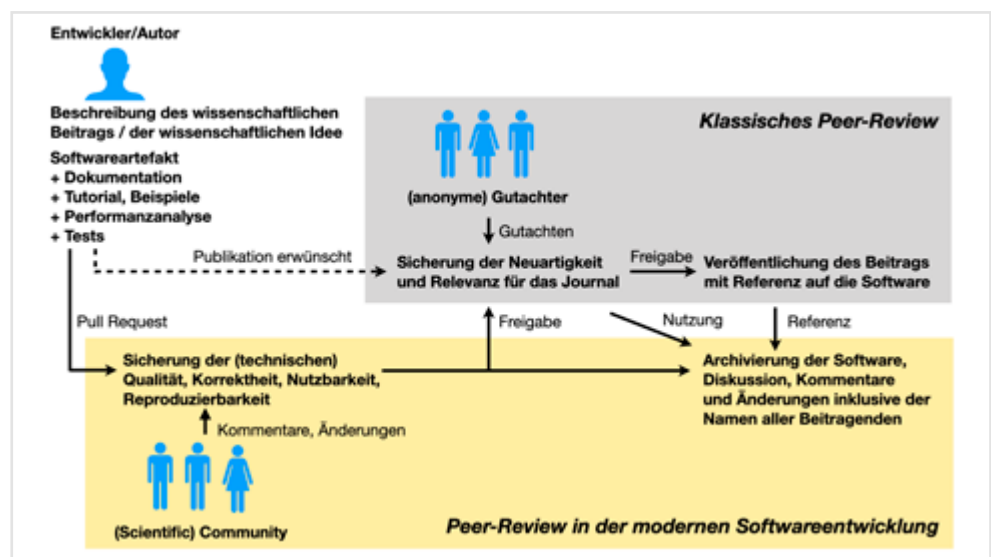 Entwickler/Autor
Beschreibung des wissenschaftlichen
Beitrags / der wissenschaftlichen Idee
Softwareartefakt
+ Dokumentation
+ Tutorial, Beispiele
+ Performanzanalyse
+ Tests
Klassisches Peer-Review
(anonyme) Gutachter
Gutachten
Publikation erwünscht
Sicherung der Neuartigkeit
und Relevanz für das Journal
Freigabe
Veröffentlichung des Beitrags
mit Referenz auf die Software
Pull Request
Freigabe
Nutzung
Referenz
Sicherung der (technischen)
Qualität, Korrektheit, Nutzbarkeit,
Reproduzierbarkeit
Archivierung der Software,
Diskussion, Kommentare
und Änderungen inklusive der
Namen aller Beitragenden
Kommentare, Änderungen
(Scientific) Community
Peer-Review in der modernen Softwareentwicklung